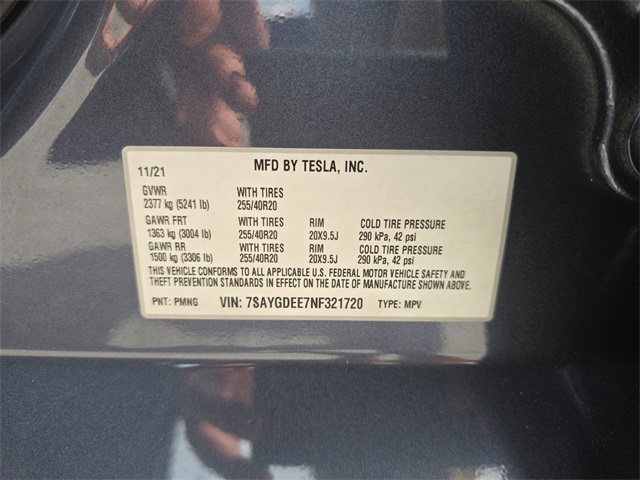 MFD BY TESLA, INC.
11/21
GVWR WITH TIRES
2377 kg (5241 lb) 255/40R20
GAWR FRT WITH TIRES RIM COLD TIRE PRESSURE
1363 kg (3004 lb) 255/40R20 20X9.5J 290 kPa, 42 psi
GAWR RR WITH TIRES RIM COLD TIRE PRESSURE
1500 kg (3306 lb) 255/40R20 20X9.5J 290 kPa, 42 psi
THIS VEHICLE CONFORMS TO ALL APPLICABLE U.S. FEDERAL MOTOR VEHICLE SAFETY AND
THEFT PREVENTION STANDARDS IN EFFECT ON THE DATE OF MANUFACTURE SHOWN ABOVE.
PNT: PMNG VIN: 7SAYGDEE7NF321720 TYPE: MPV